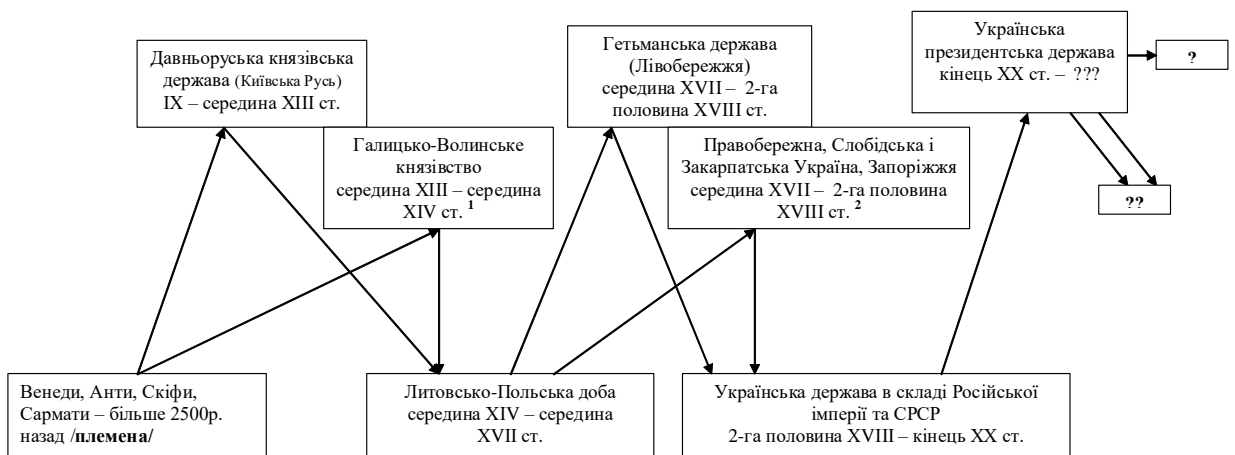 Давньоруська князівська
держава (Київська Русь)
IX – середина XIII ст.
Галицько-Волинське
князівство
середина XIII – середина
XIV ст. 1
Гетьманська держава
(Лівобережжя)
середина XVII – 2-га
половина XVIII ст.
Правобережна, Слобідська і
Закарпатська Україна, Запоріжжя
середина XVII – 2-га половина
XVIII ст. 2
Українська
президентська держава
кінець XX ст. – ???
?
??
Венеди, Анти, Скіфи,
Сармати – більше 2500р.
назад /племена/
Литовсько-Польська доба
середина XIV – середина
XVII ст.
Українська держава в складі Російської
імперії та СРСР
2-га половина XVIII – кінець XX ст.